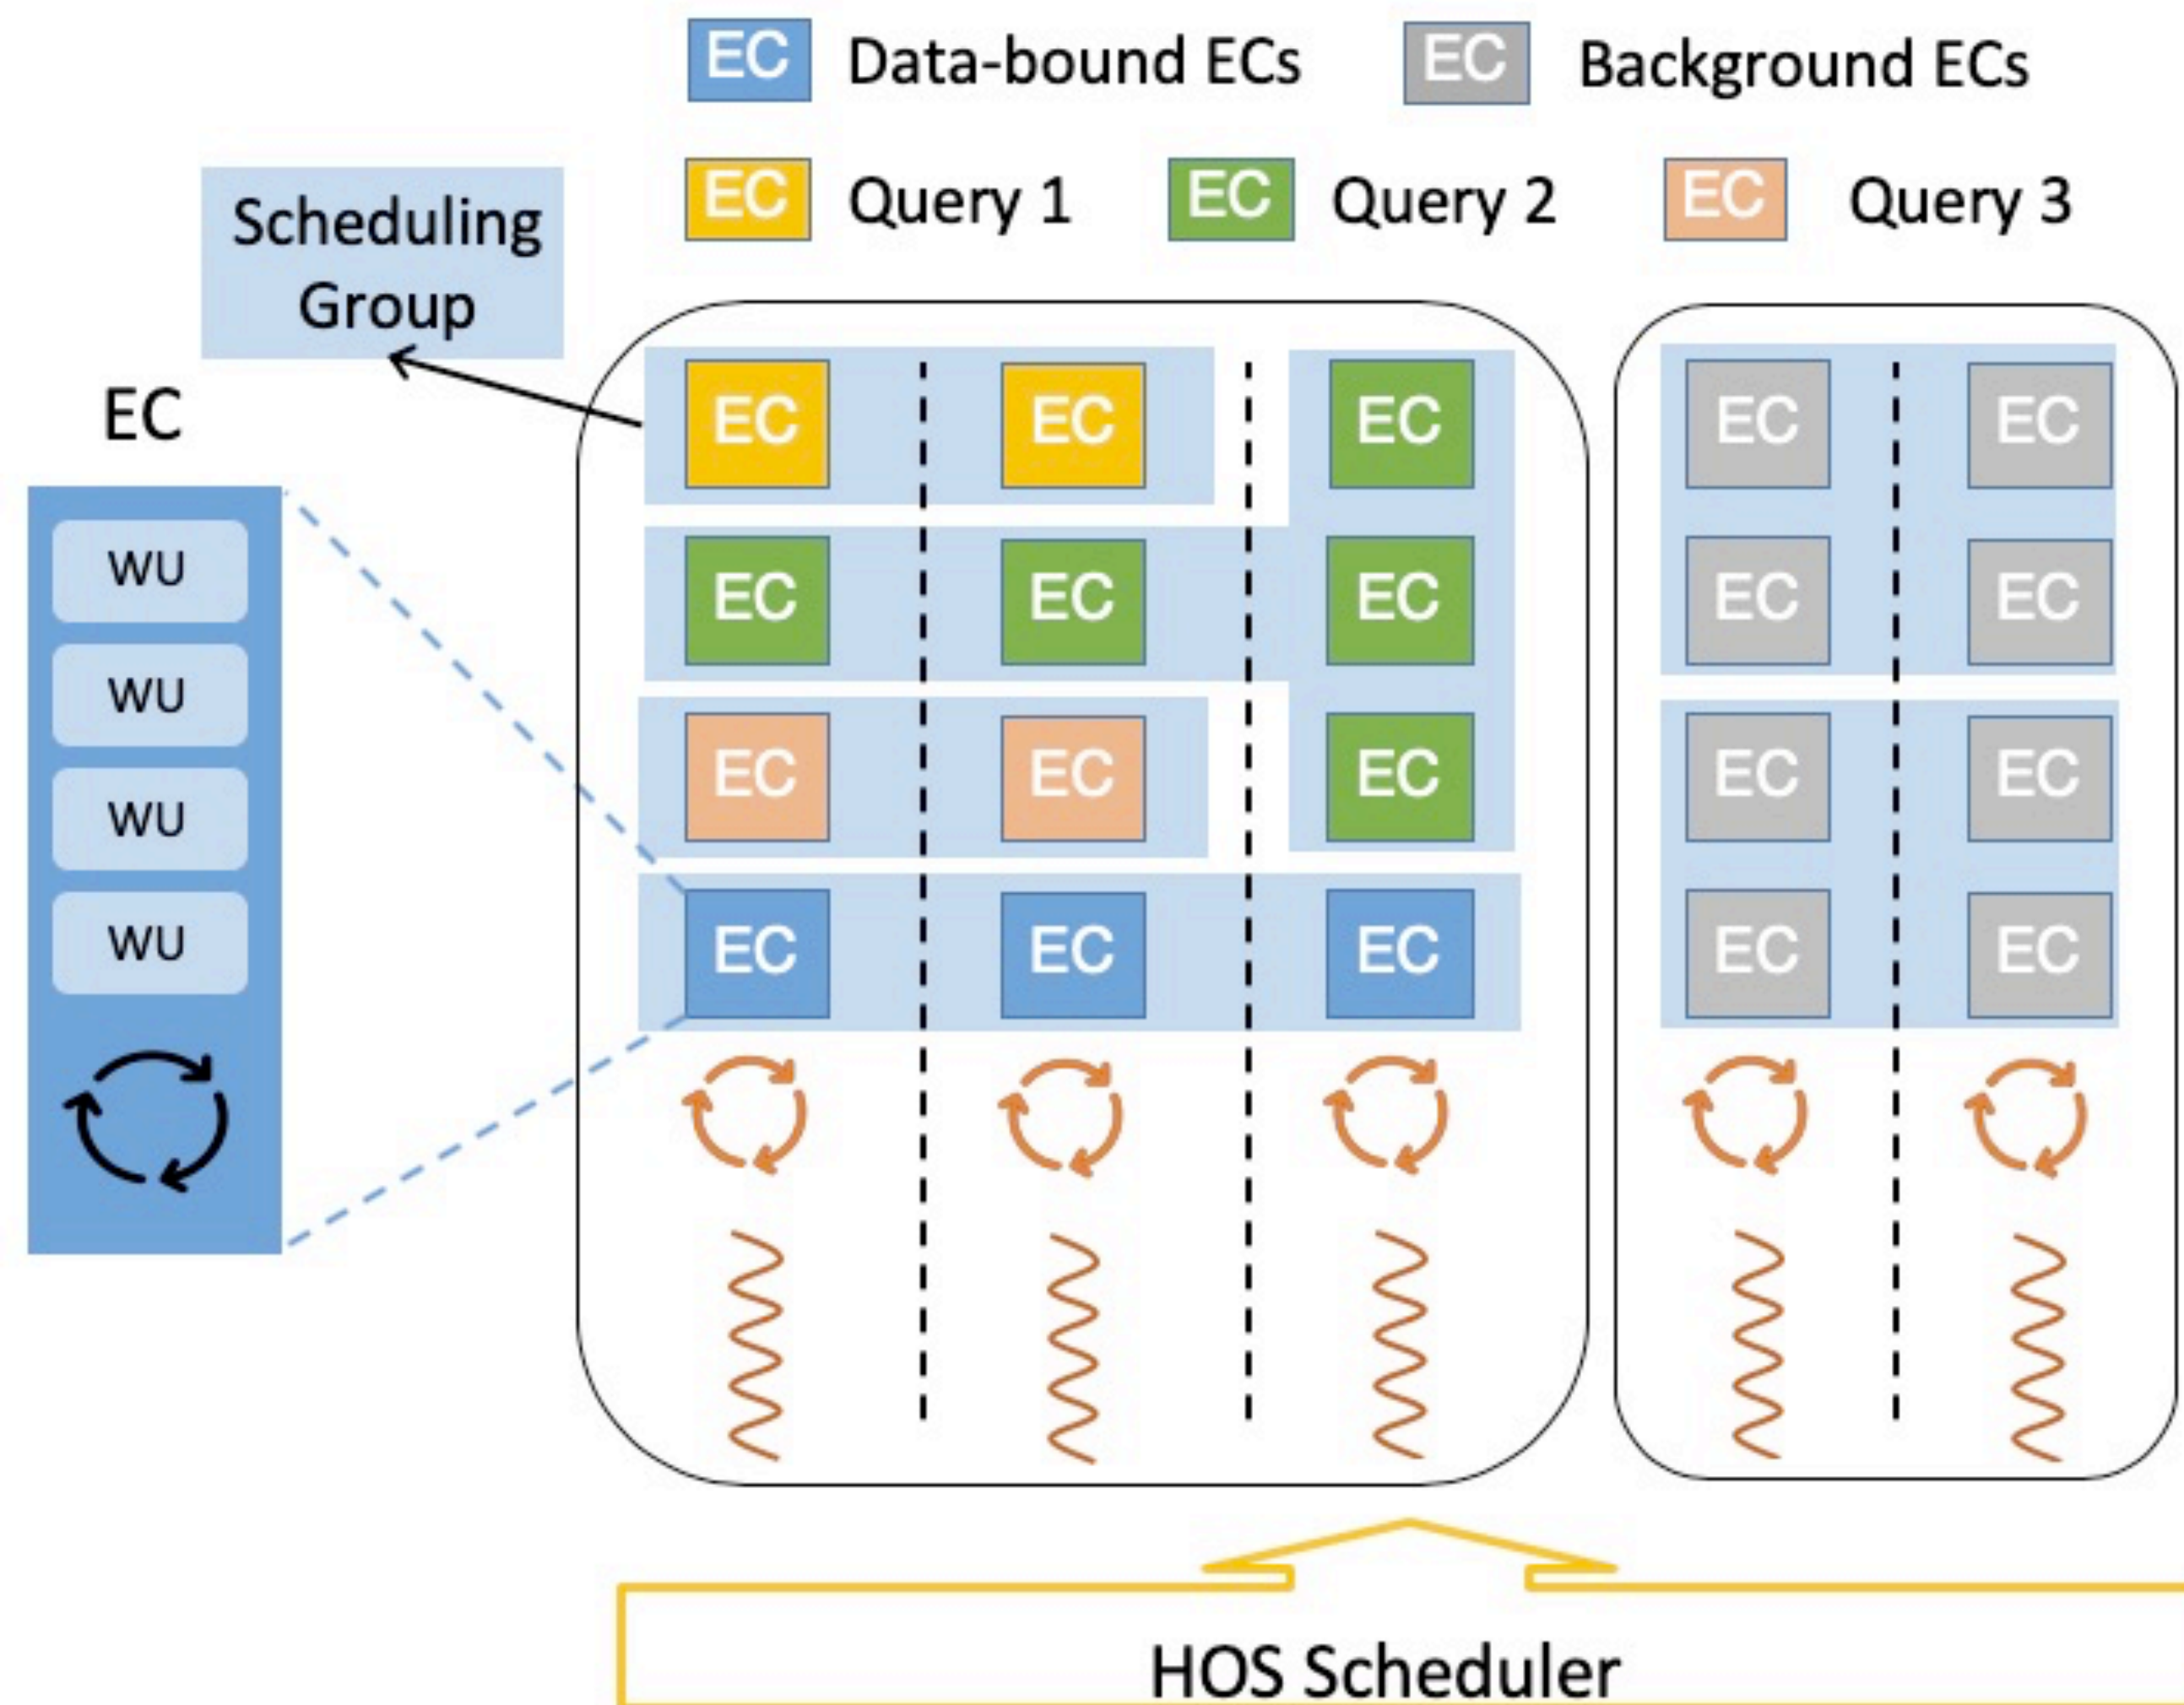 EC Data-bound ECs EC Background ECs
EC Query 1 EC Query 2 EC Query 3
Scheduling
Group
EC
WU
WU
WU
WU
EC EC EC EC EC
EC EC EC EC EC
EC EC EC EC EC
EC EC EC EC EC
HOS Scheduler